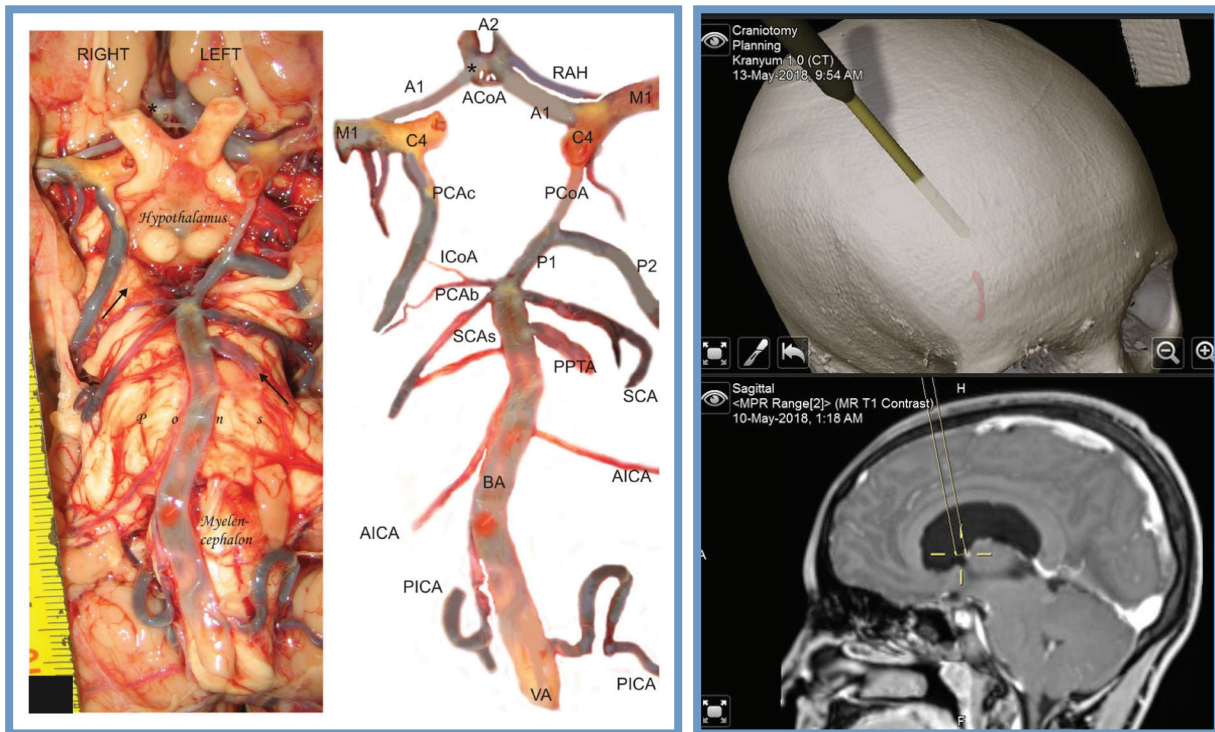 RIGHT
LEFT
*
Hypothalamus
P o n s
Myelen-
cephalon
A2
*
RAH
A1
ACoA
A1
M1
M1
C4
C4
PCAc
PCoA
ICoA
P1
P2
PCAb
SCAs
PPTA
SCA
BA
AICA
AICA
PICA
PICA
VA
Craniotomy
Planning
Kranyum 1.0 (CT)
13-May-2018, 9:54 AM
Sagittal
<MPR Range[2]> (MR T1 Contrast)
10-May-2018, 1:18 AM
H
A
F